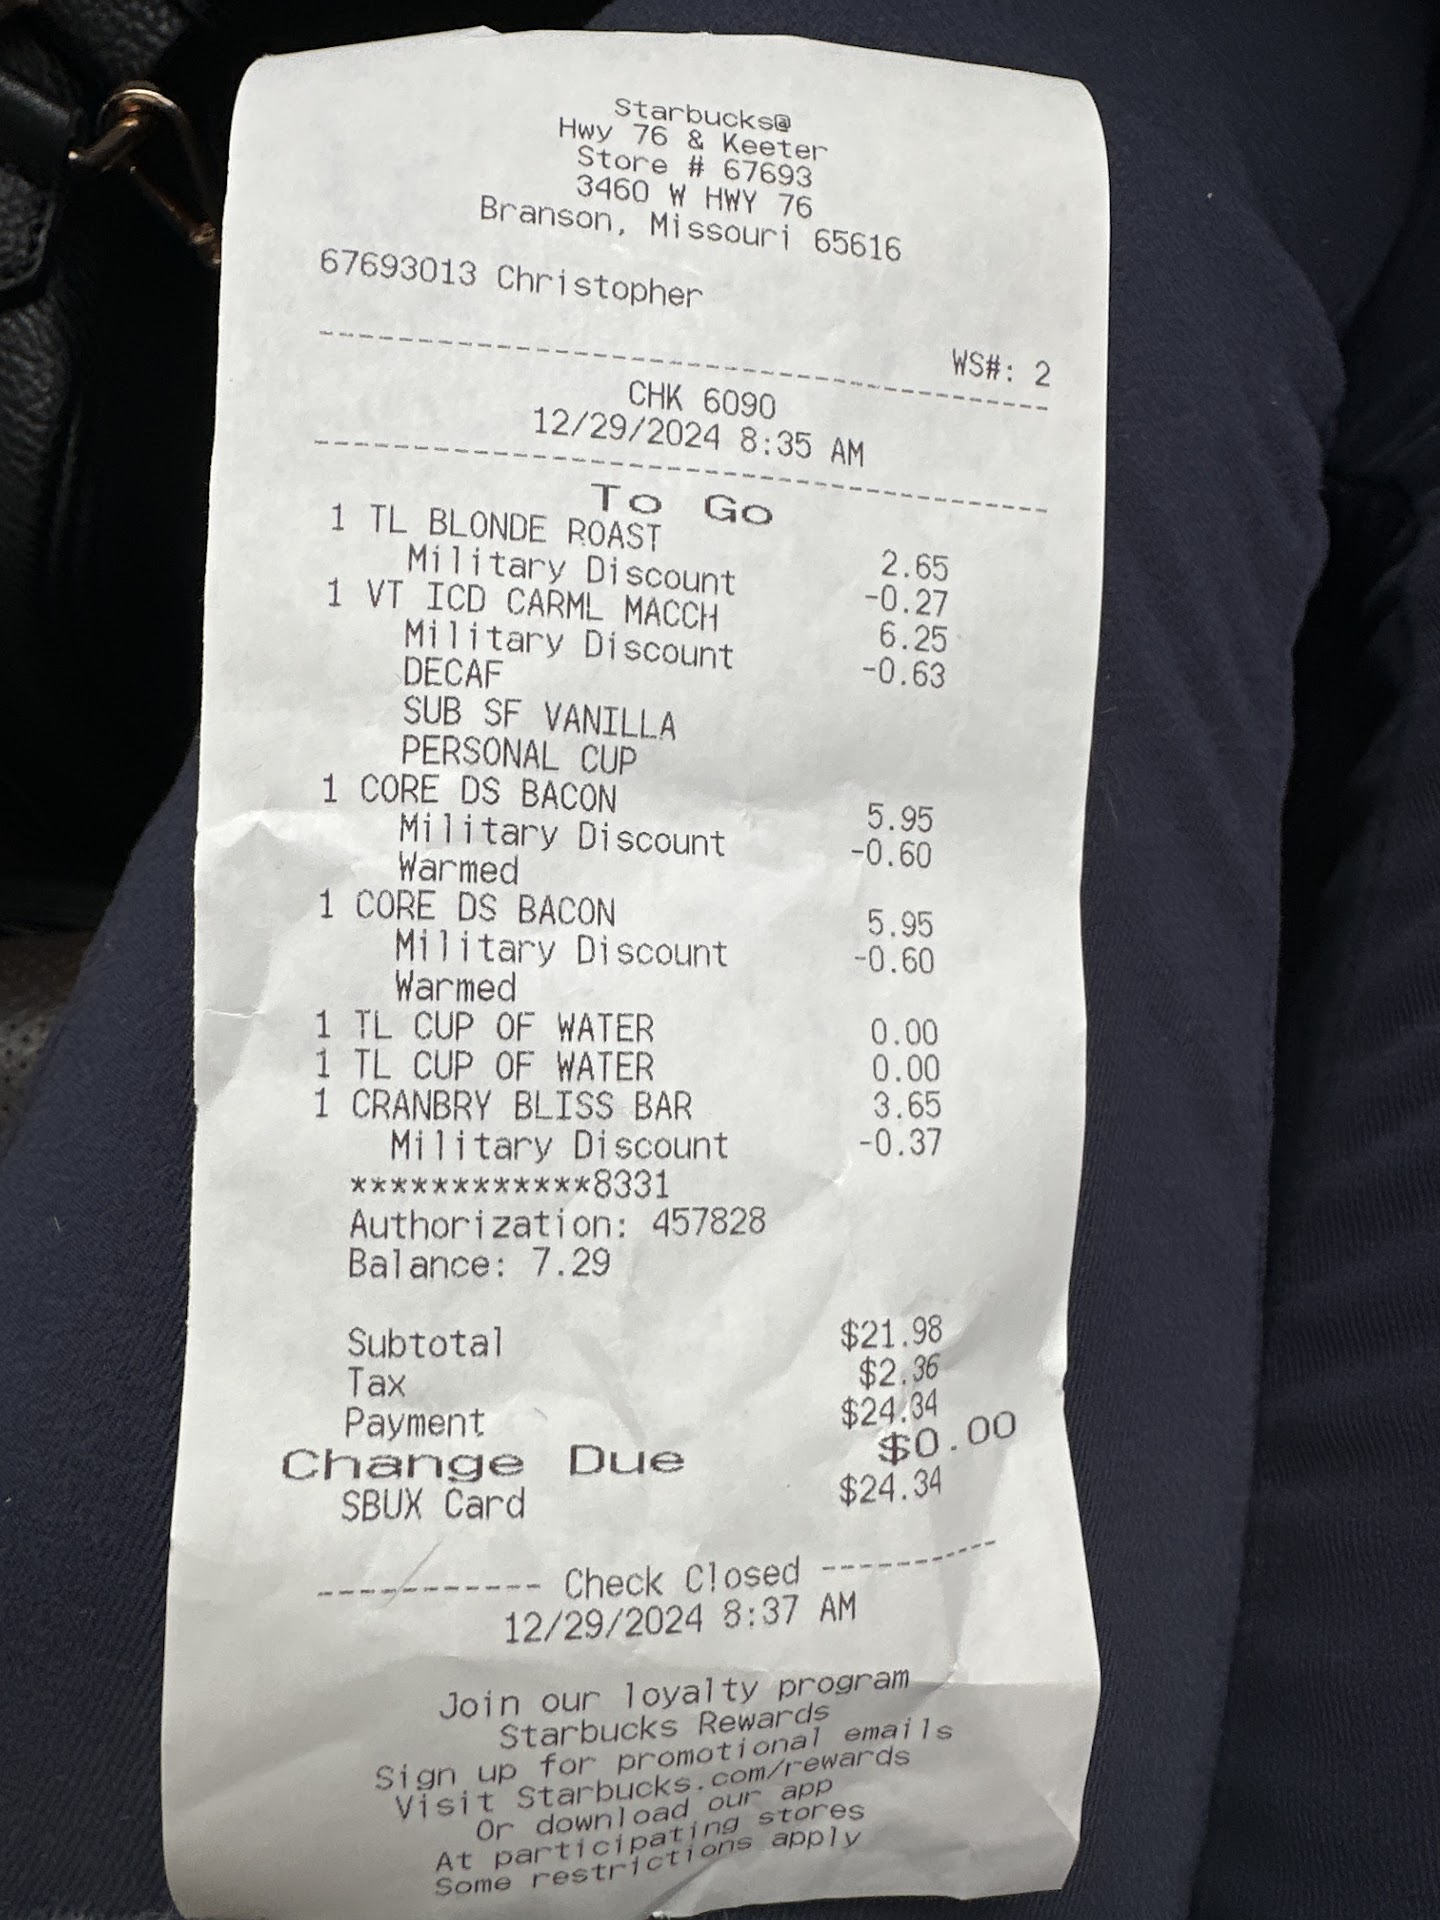 Starbucks@
Hwy 76 & Keeter
Store # 67693
3460 W HWY 76
Branson, Missouri 65616
67693013 Christopher
WS#: 2
CHK 6090
12/29/2024 8:35 AM
To Go
1 TL BLONDE ROAST 2.65
Military Discount -0.27
1 VT ICD CARML MACCH 6.25
Military Discount -0.63
DECAF
SUB SF VANILLA
PERSONAL CUP
1 CORE DS BACON 5.95
Military Discount -0.60
Warmed
1 CORE DS BACON 5.95
Military Discount -0.60
Warmed
1 TL CUP OF WATER 0.00
1 TL CUP OF WATER 0.00
1 CRANBRY BLISS BAR 3.65
Military Discount -0.37
************8331
Authorization: 457828
Balance: 7.29
Subtotal $21.98
Tax $2.36
Payment $24.34
Change Due $0.00
SBUX Card $24.34
----------- Check Closed -----------
12/29/2024 8:37 AM
Join our loyalty program
Starbucks Rewards
Sign up for promotional emails
Visit Starbucks.com/rewards
Or download our app
At participating stores
Some restrictions apply